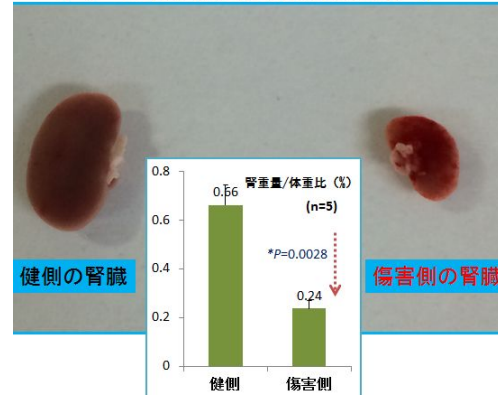 腎重量/体重比 (%)
(n=5)
*P=0.0028
0.8
0.6
0.4
0.2
0
0.66
0.24
健側
傷害側
健側の腎臓
傷害側の腎臓